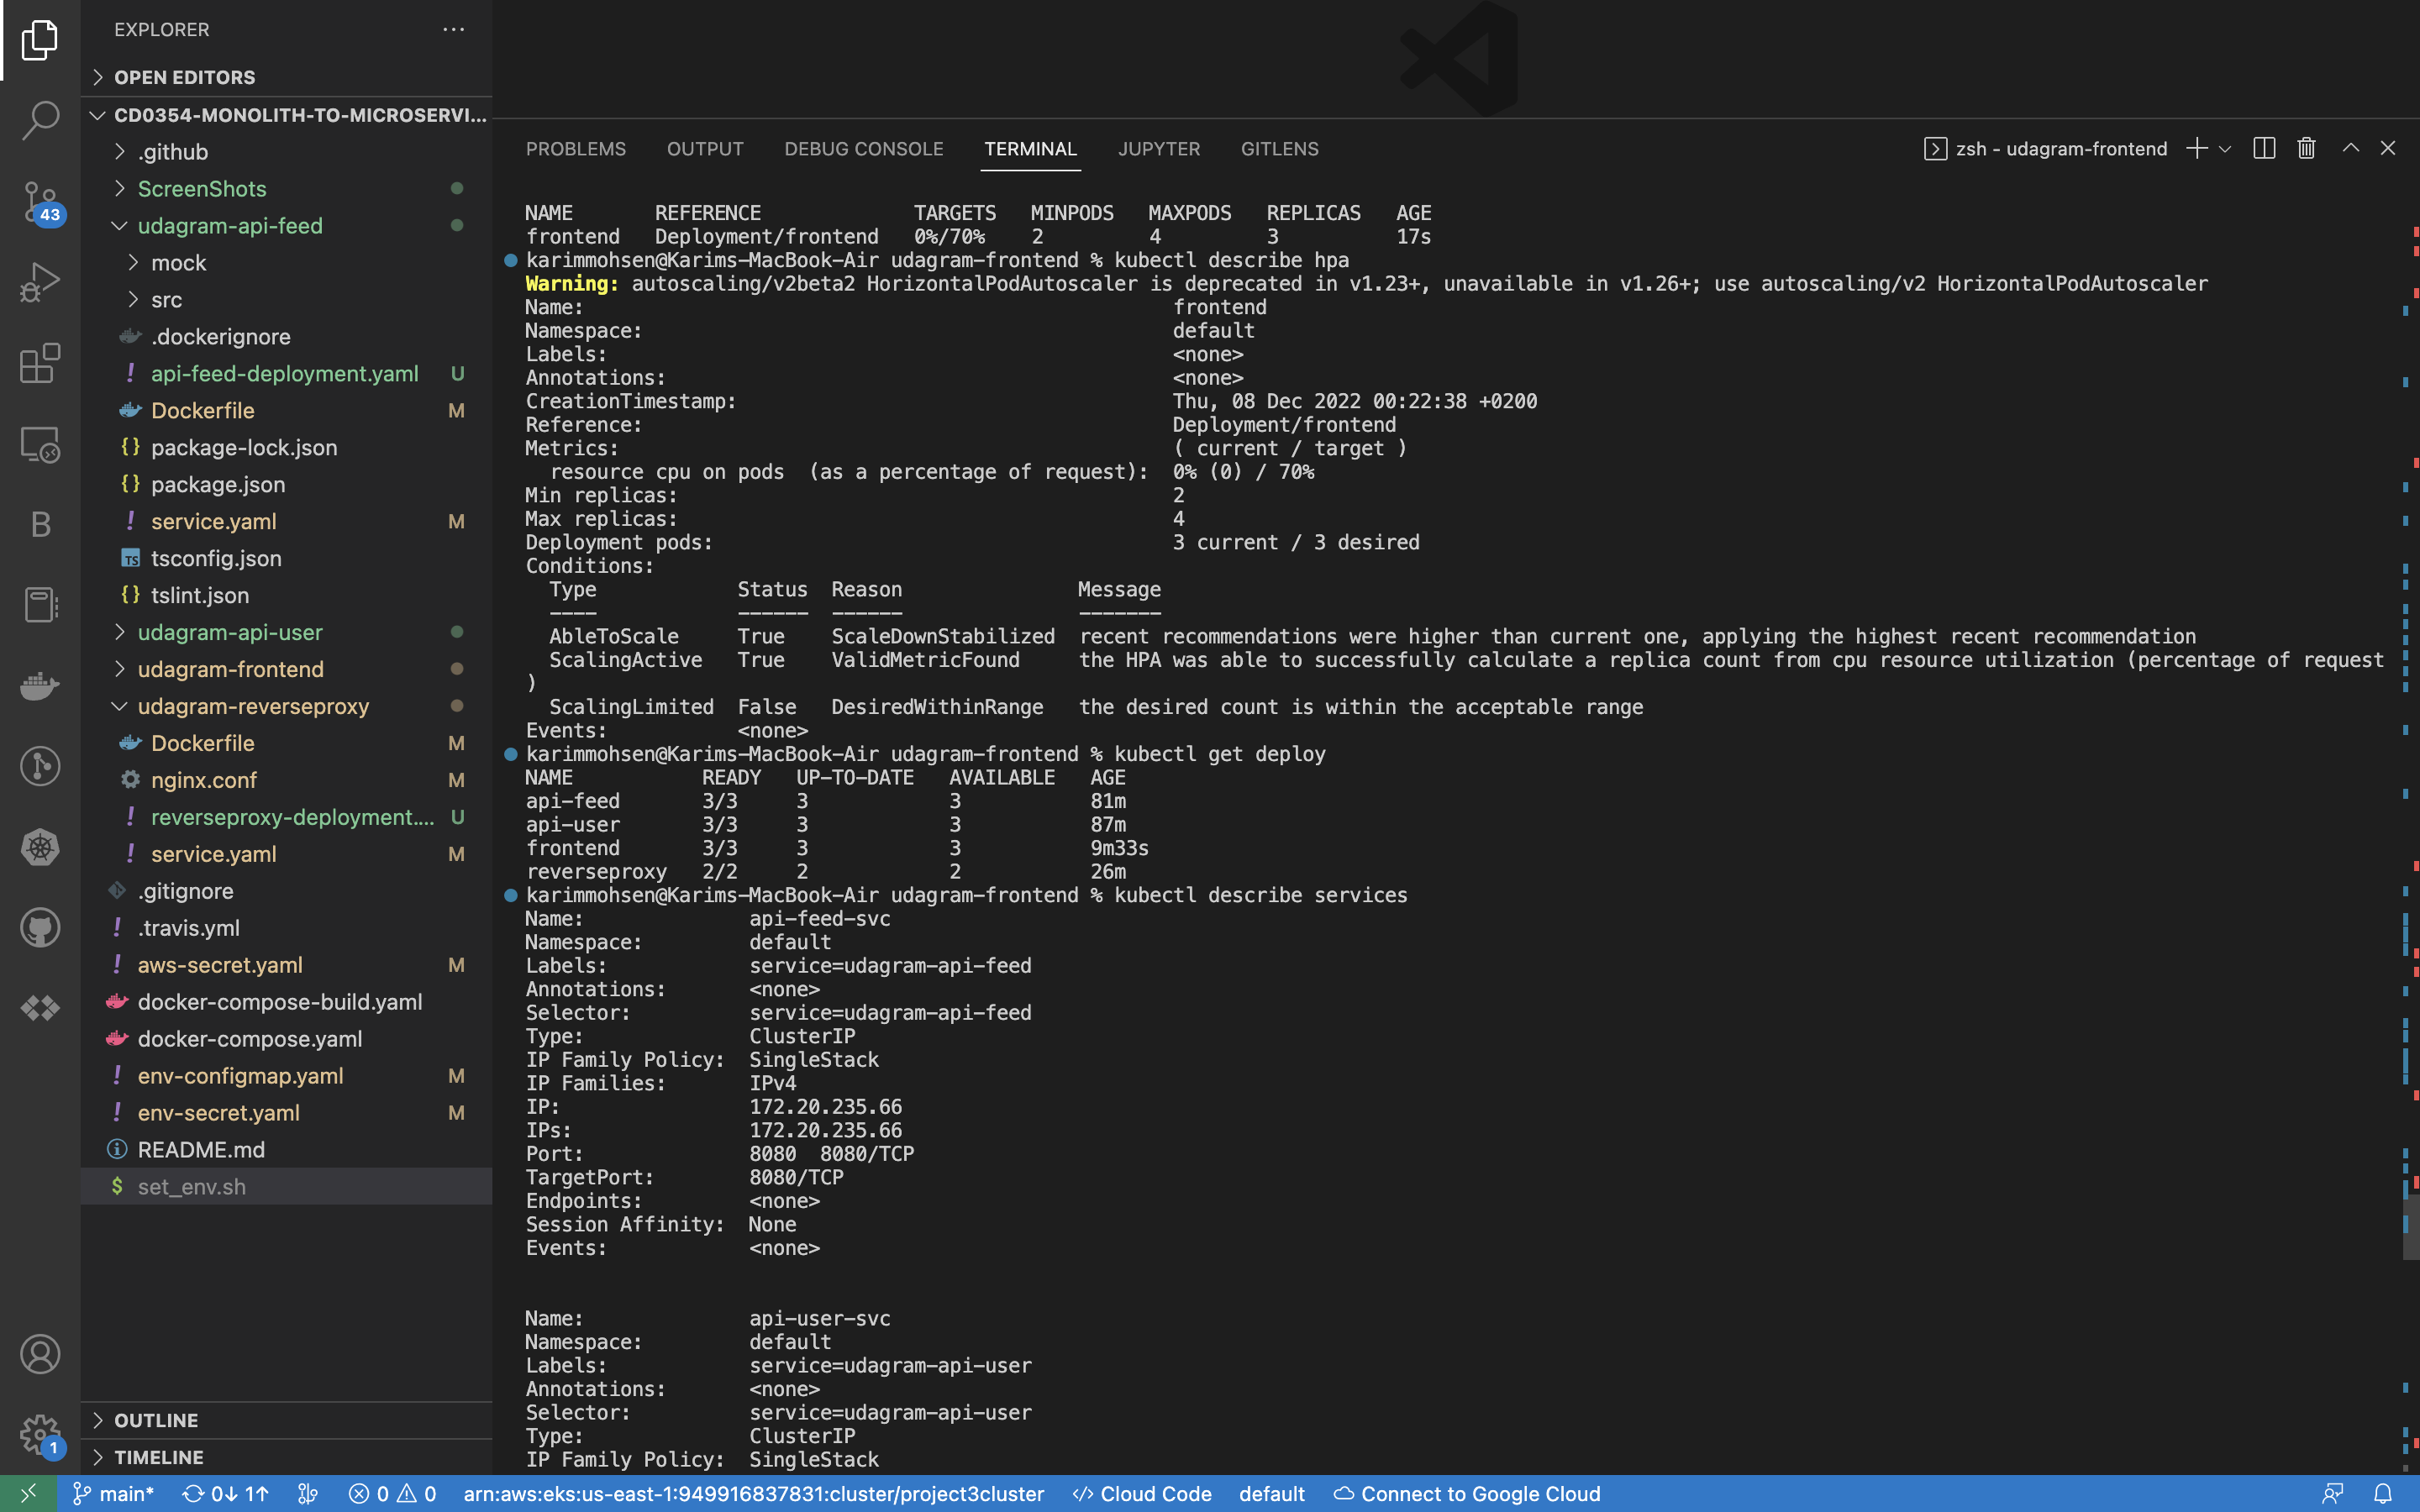 EXPLORER
OPEN EDITORS
CD0354-MONOLITH-TO-MICROSERVI...
.github
ScreenShots
udagram-api-feed
mock
src
.dockerignore
api-feed-deployment.yaml U
Dockerfile M
package-lock.json
package.json
service.yaml M
tsconfig.json
tslint.json
udagram-api-user
udagram-frontend
udagram-reverseproxy
Dockerfile M
nginx.conf M
reverseproxy-deployment.... U
service.yaml M
.gitignore
.travis.yml
aws-secret.yaml M
docker-compose-build.yaml
docker-compose.yaml
env-configmap.yaml M
env-secret.yaml M
README.md
set_env.sh
OUTLINE
TIMELINE
43
B
1
PROBLEMS OUTPUT DEBUG CONSOLE TERMINAL JUPYTER GITLENS
zsh - udagram-frontend
NAME REFERENCE TARGETS MINPODS MAXPODS REPLICAS AGE
frontend Deployment/frontend 0%/70% 2 4 3 17s
karimmohsen@Karims-MacBook-Air udagram-frontend % kubectl describe hpa
Warning: autoscaling/v2beta2 HorizontalPodAutoscaler is deprecated in v1.23+, unavailable in v1.26+; use autoscaling/v2 HorizontalPodAutoscaler
Name: frontend
Namespace: default
Labels: <none>
Annotations: <none>
CreationTimestamp: Thu, 08 Dec 2022 00:22:38 +0200
Reference: Deployment/frontend
Metrics: ( current / target )
resource cpu on pods (as a percentage of request): 0% (0) / 70%
Min replicas: 2
Max replicas: 4
Deployment pods: 3 current / 3 desired
Conditions:
Type Status Reason Message
---- ------ ------ -------
AbleToScale True ScaleDownStabilized recent recommendations were higher than current one, applying the highest recent recommendation
ScalingActive True ValidMetricFound the HPA was able to successfully calculate a replica count from cpu resource utilization (percentage of request
)
ScalingLimited False DesiredWithinRange the desired count is within the acceptable range
Events: <none>
karimmohsen@Karims-MacBook-Air udagram-frontend % kubectl get deploy
NAME READY UP-TO-DATE AVAILABLE AGE
api-feed 3/3 3 3 81m
api-user 3/3 3 3 87m
frontend 3/3 3 3 9m33s
reverseproxy 2/2 2 2 26m
karimmohsen@Karims-MacBook-Air udagram-frontend % kubectl describe services
Name: api-feed-svc
Namespace: default
Labels: service=udagram-api-feed
Annotations: <none>
Selector: service=udagram-api-feed
Type: ClusterIP
IP Family Policy: SingleStack
IP Families: IPv4
IP: 172.20.235.66
IPs: 172.20.235.66
Port: 8080 8080/TCP
TargetPort: 8080/TCP
Endpoints: <none>
Session Affinity: None
Events: <none>
Name: api-user-svc
Namespace: default
Labels: service=udagram-api-user
Annotations: <none>
Selector: service=udagram-api-user
Type: ClusterIP
IP Family Policy: SingleStack
main* 0↓ 1↑ 0 0 arn:aws:eks:us-east-1:949916837831:cluster/project3cluster Cloud Code default Connect to Google Cloud